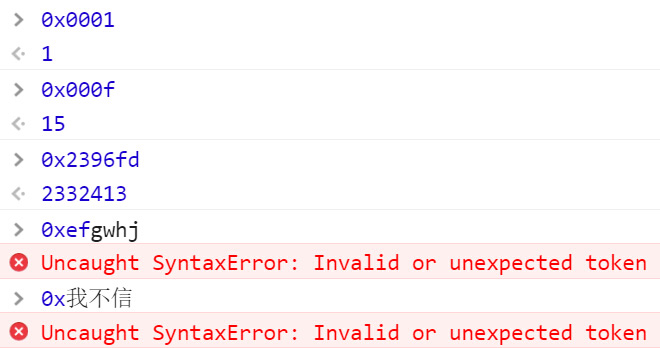 0x0001
1
0x000f
15
0x2396fd
2332413
0xefgwhj
Uncaught SyntaxError: Invalid or unexpected token
0x我不信
Uncaught SyntaxError: Invalid or unexpected token